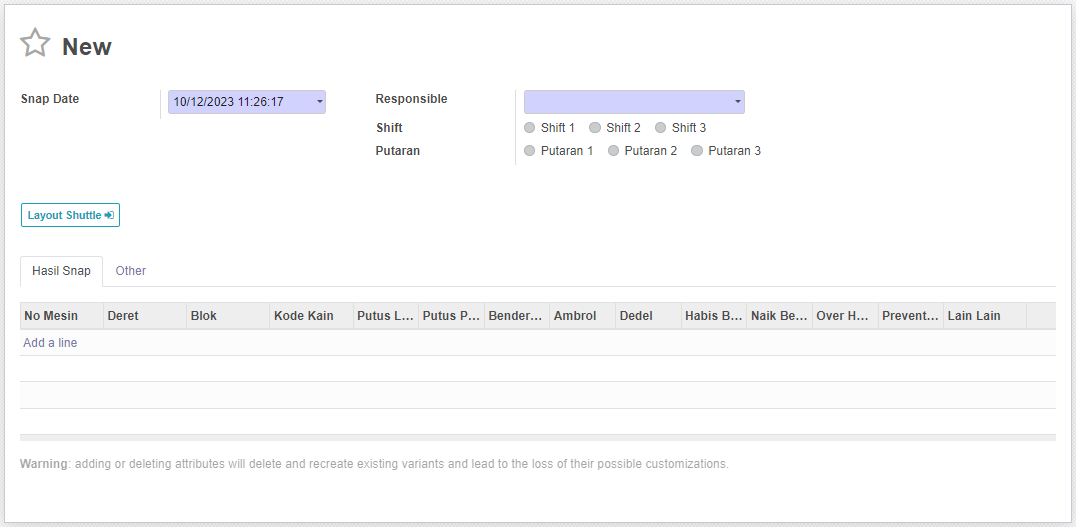 New
Snap Date 10/12/2023 11:26:17 Responsible
Shift Shift 1 Shift 2 Shift 3
Putaran Putaran 1 Putaran 2 Putaran 3
Layout Shuttle
Hasil Snap Other
No Mesin Deret Blok Kode Kain Putus L... Putus P... Bender... Ambrol Dedel Habis B... Naik Be... Over H... Prevent... Lain Lain
Add a line
Warning: adding or deleting attributes will delete and recreate existing variants and lead to the loss of their possible customizations.